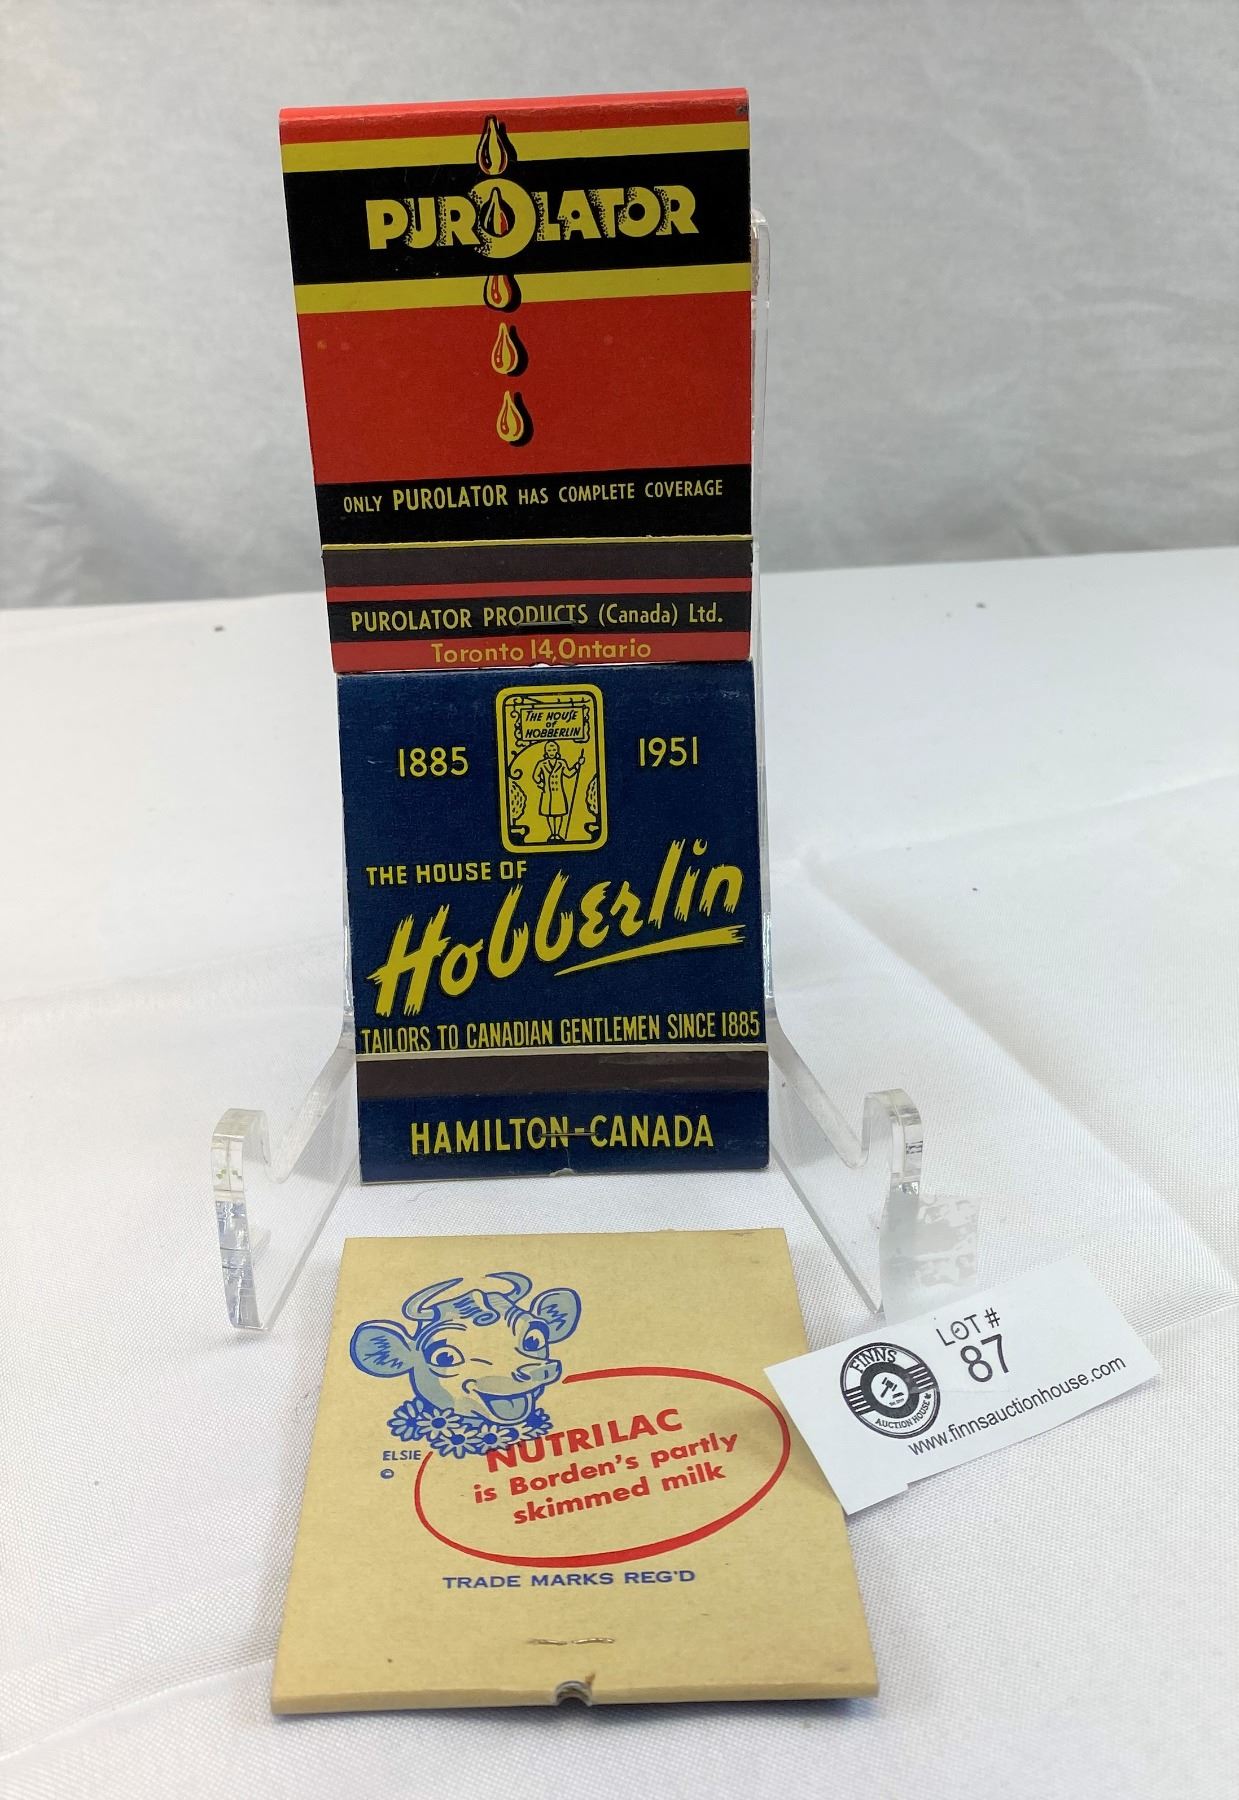 PUROLATOR
ONLY PUROLATOR HAS COMPLETE COVERAGE
PUROLATOR PRODUCTS (Canada) Ltd.
Toronto 14, Ontario
THE HOUSE
OF
HOBBERLIN
1885 1951
THE HOUSE OF
Hobberlin
TAILORS TO CANADIAN GENTLEMEN SINCE 1885
HAMILTON-CANADA
ELSIE
©
NUTRILAC
is Borden's partly
skimmed milk
TRADE MARKS REG'D
FINNS
AUCTION HOUSE
LOT #
87
www.finnsauctionhouse.com